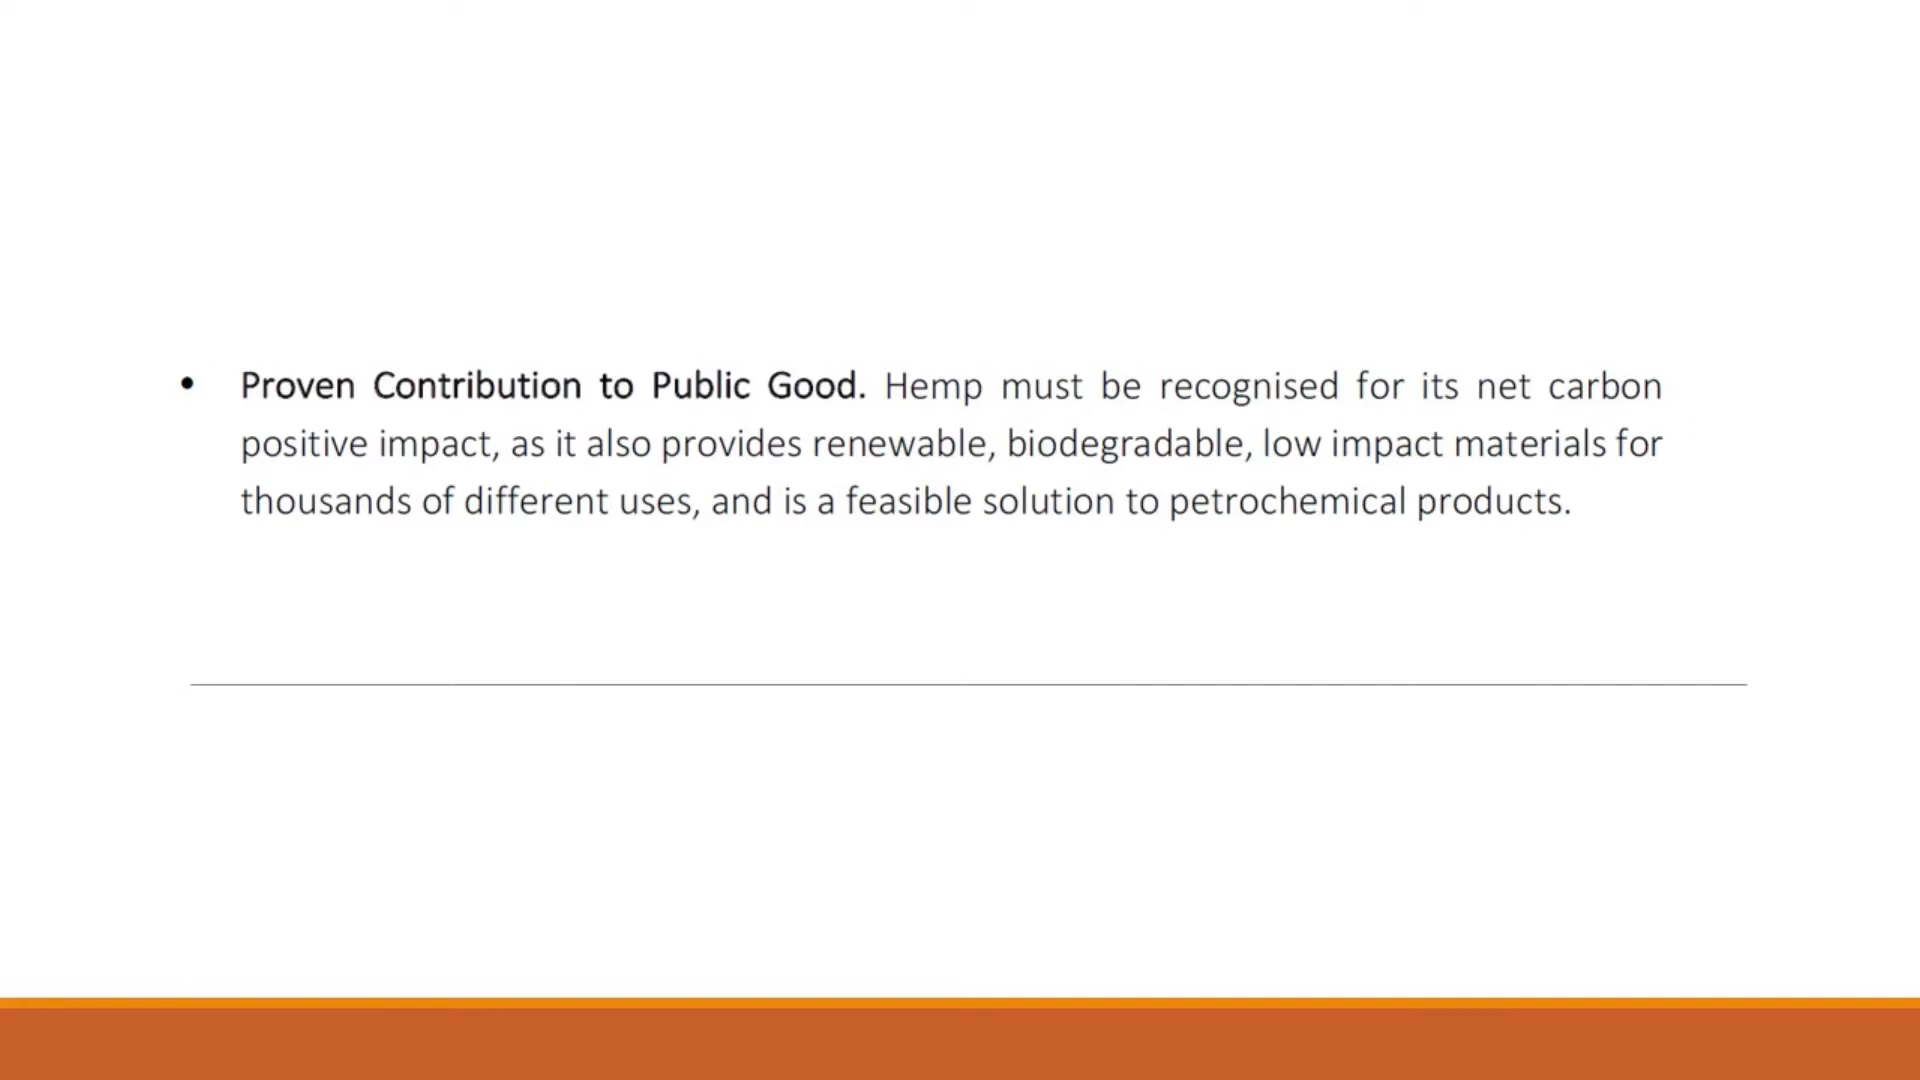 • Proven Contribution to Public Good. Hemp must be recognised for its net carbon
positive impact, as it also provides renewable, biodegradable, low impact materials for
thousands of different uses, and is a feasible solution to petrochemical products.